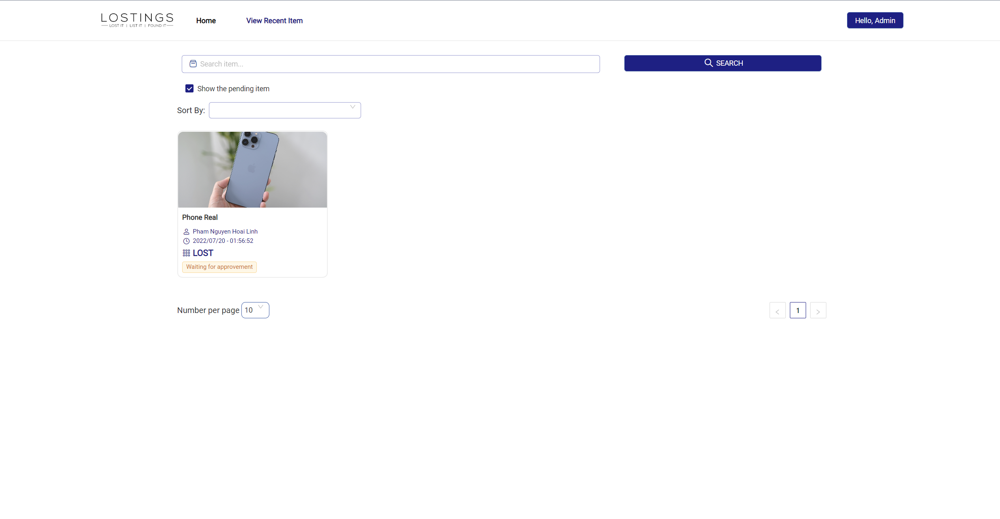 LOSTINGS
LOST IT | LIST IT | FOUND IT
Home
View Recent Item
Hello, Admin
Search item...
SEARCH
Show the pending item
Sort By:
Phone Real
Pham Nguyen Hoai Linh
2022/07/20 - 01:56:52
LOST
Waiting for approvement
Number per page 10
< 1 >